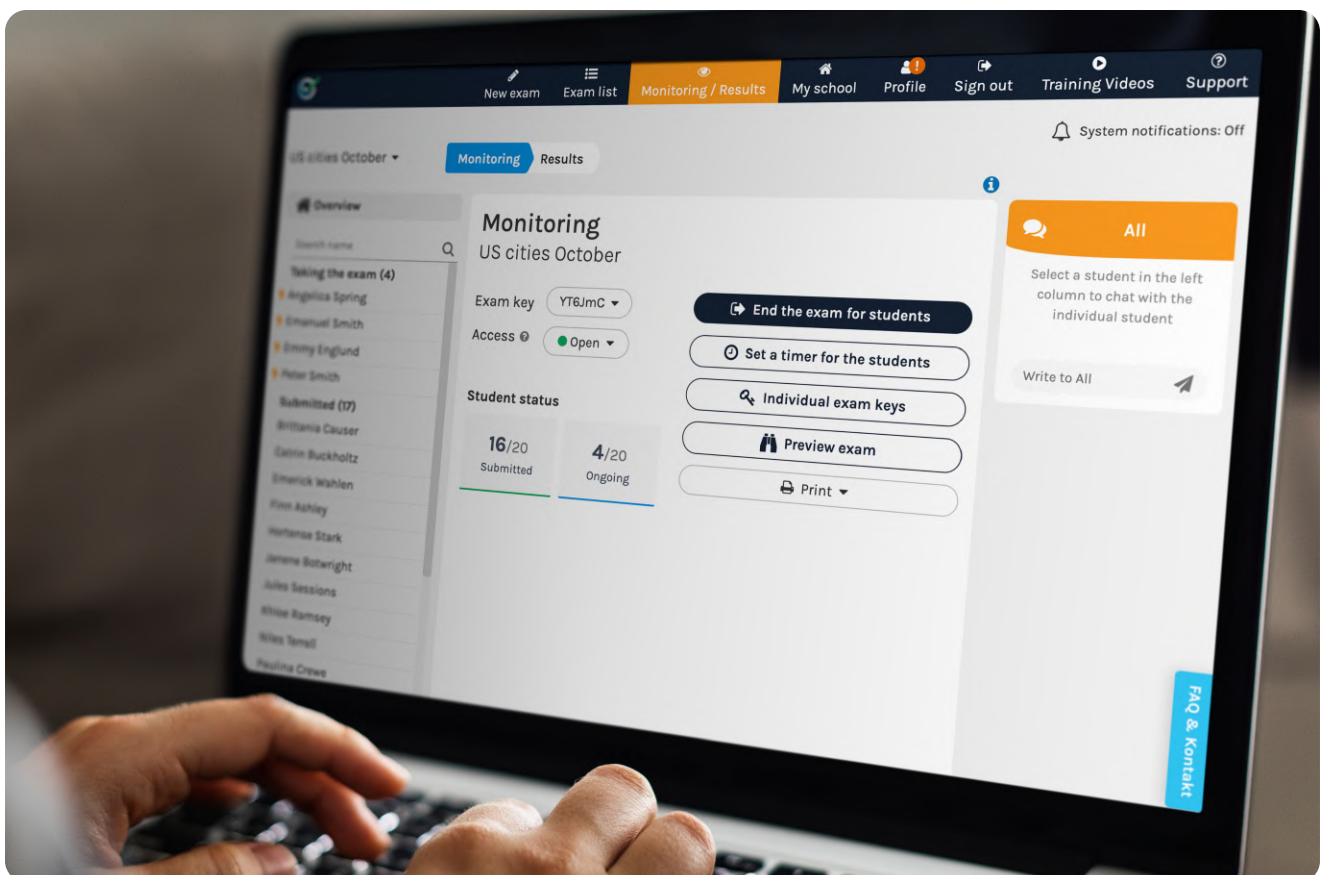 New exam
Exam list
Monitoring / Results
My school
Profile
Sign out
Training Videos
Support
System notifications: Off
US cities October
Monitoring
Results
Overview
Search name
Taking the exam (4)
Angelica Spring
Emanuel Smith
Emmy Englund
Peter Smith
Submitted (17)
Brittania Causer
Catrin Buckholtz
Emerick Wahlen
Finn Ashley
Hortense Stark
Janene Botwright
Jules Sessions
Khloe Ramsey
Niles Terrell
Paulina Crewe
Monitoring
US cities October
Exam key
YT6JmC
Access
Open
Student status
16/20
Submitted
4/20
Ongoing
End the exam for students
Set a timer for the students
Individual exam keys
Preview exam
Print
All
Select a student in the left
column to chat with the
individual student
Write to All
FAQ & Kontakt